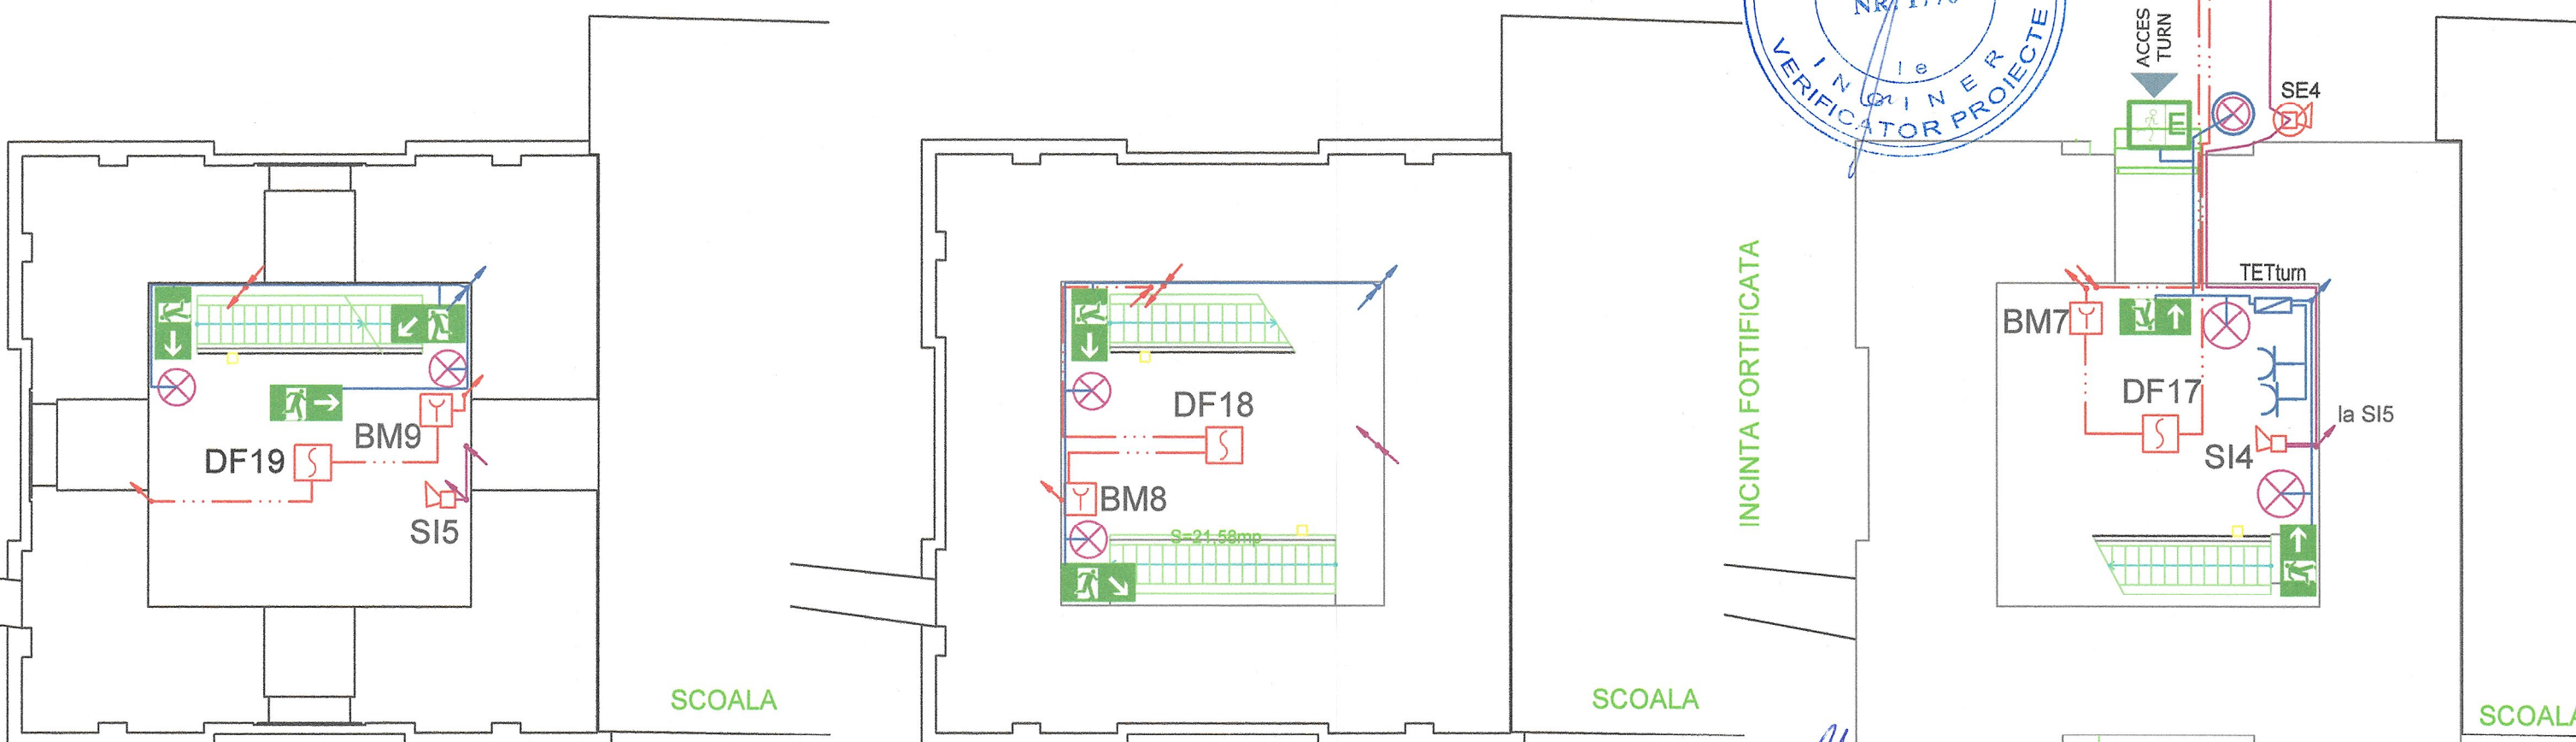 DF19
BM9
SI5
SCOALA
DF18
BM8
S=21,58mp
SCOALA
VERIFICATOR PROIECTE
INGINER
INCINTA FORTIFICATA
ACCES
TURN
E
SE4
TETturn
BM7
DF17
la SI5
SI4
SCOALA